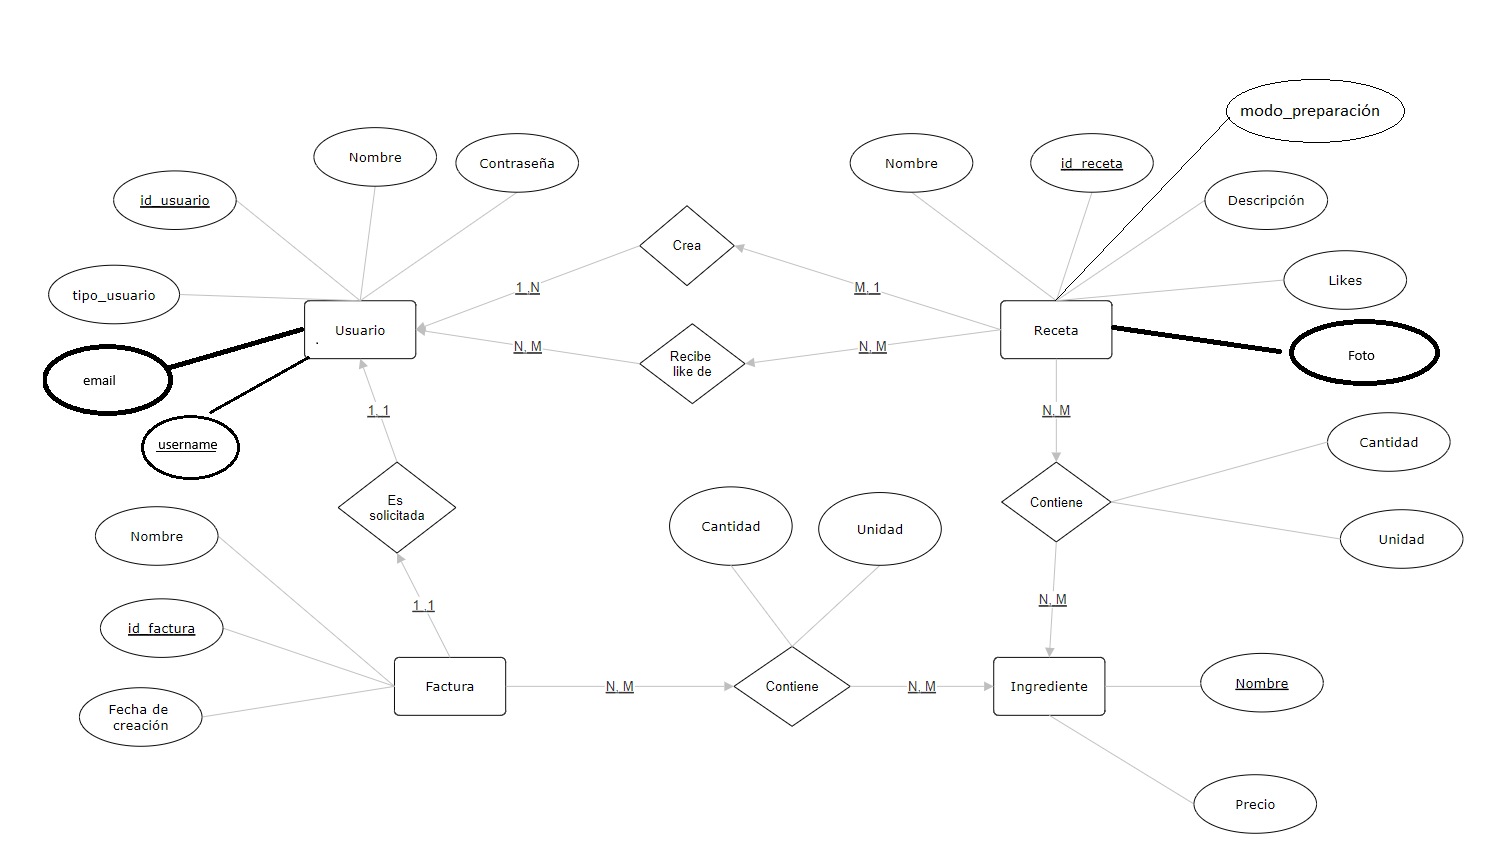 modo_preparación
Nombre
Contraseña
Nombre
id_receta
id_usuario
Descripción
Crea
tipo_usuario
1 ,N
M, 1
Likes
Usuario
Receta
N, M
N, M
Recibe
like de
Foto
email
1, 1
N, M
username
Cantidad
Es
solicitada
Contiene
Cantidad
Unidad
Nombre
Unidad
1 ,1
N, M
id_factura
Factura
N, M
Contiene
N, M
Ingrediente
Nombre
Fecha de
creación
Precio